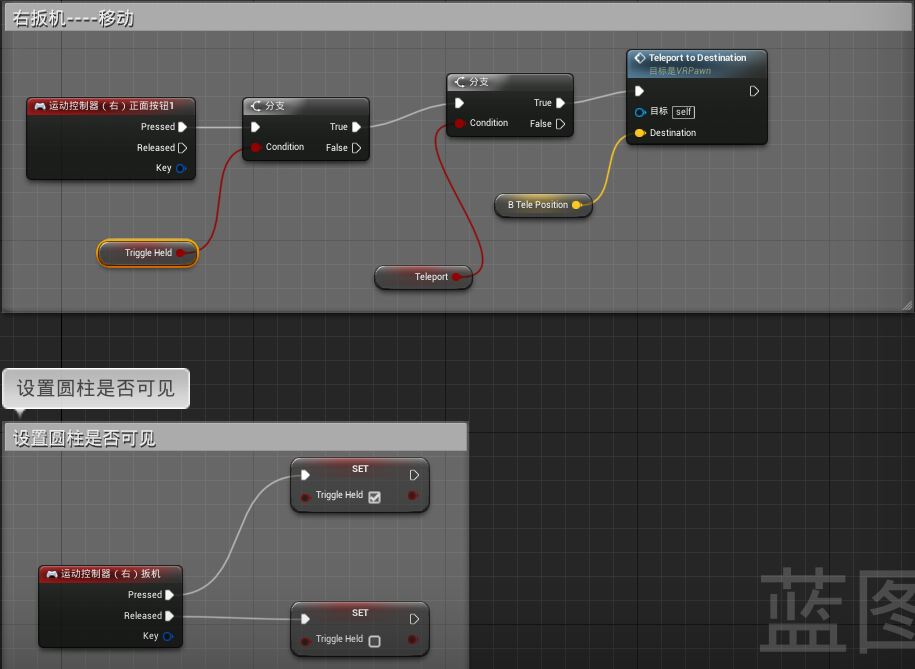 右扳机----移动
运动控制器（右）正面按钮1
Pressed
Released
Key
Triggle Held
分支
Condition
True
False
分支
Condition
True
False
Teleport
B Tele Position
Teleport to Destination
目标是VRPawn
目标 self
Destination
设置圆柱是否可见
设置圆柱是否可见
SET
Triggle Held
运动控制器（右）扳机
Pressed
Released
Key
SET
Triggle Held
蓝图